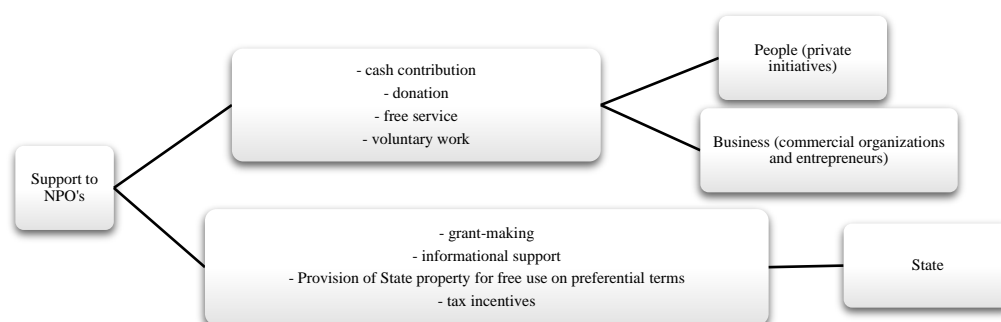 Support to
NPO's
- cash contribution
- donation
- free service
- voluntary work
People (private
initiatives)
Business (commercial organizations
and entrepreneurs)
- grant-making
- informational support
- Provision of State property for free use on preferential terms
- tax incentives
State